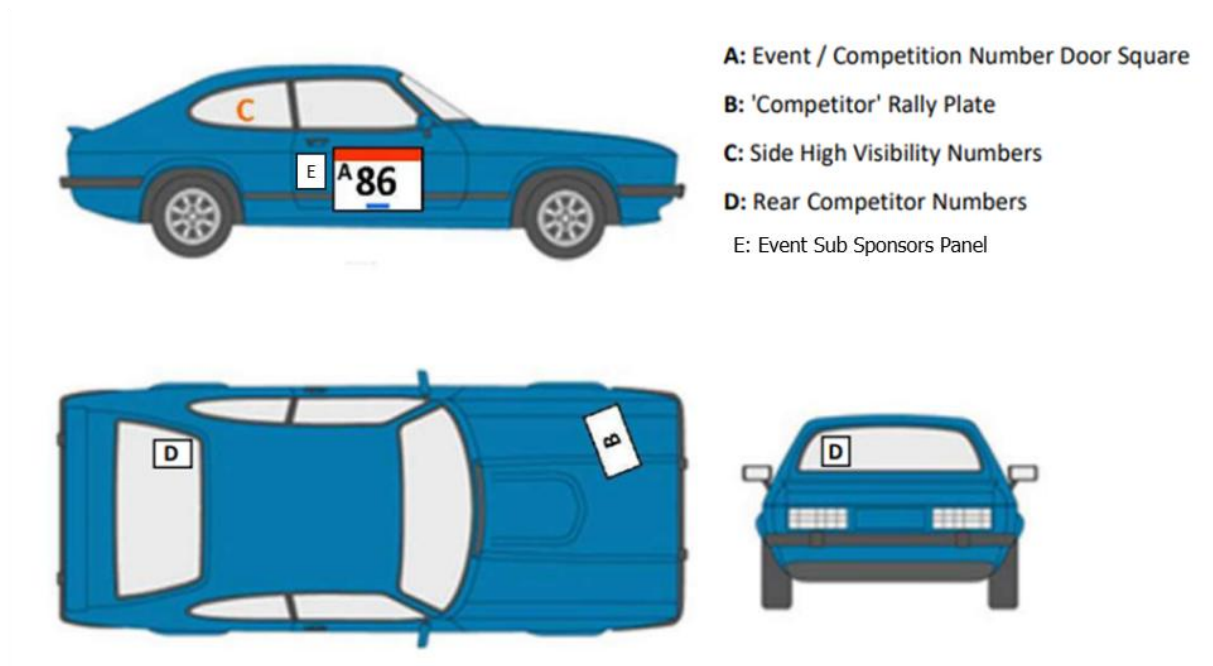 A: Event / Competition Number Door Square
B: 'Competitor' Rally Plate
C: Side High Visibility Numbers
D: Rear Competitor Numbers
E: Event Sub Sponsors Panel
C
E
A 86
D
B
D